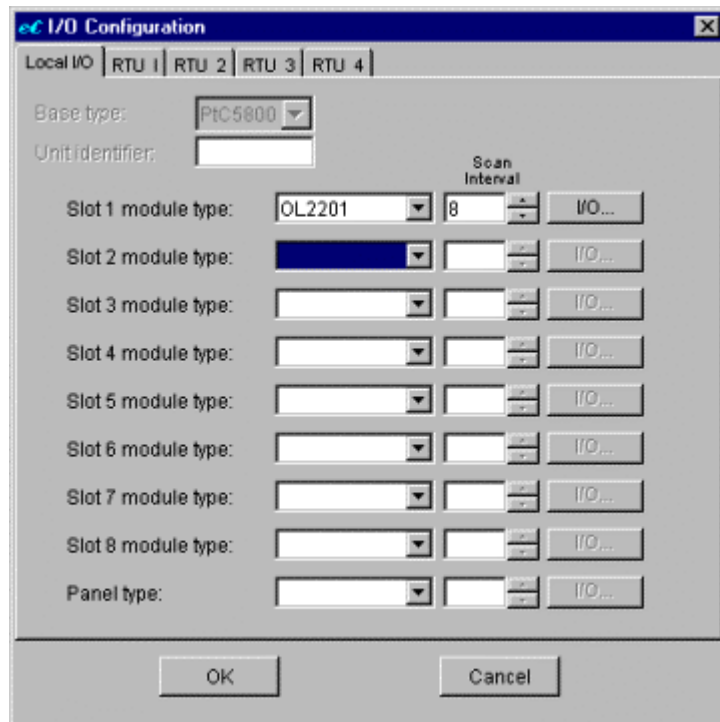 eC I/O Configuration
Local I/O RTU 1 RTU 2 RTU 3 RTU 4
Base type: PtC5800
Unit identifier:
Scan
Interval
Slot 1 module type: OL2201 8 I/O...
Slot 2 module type: I/O...
Slot 3 module type: I/O...
Slot 4 module type: I/O...
Slot 5 module type: I/O...
Slot 6 module type: I/O...
Slot 7 module type: I/O...
Slot 8 module type: I/O...
Panel type: I/O...
OK Cancel